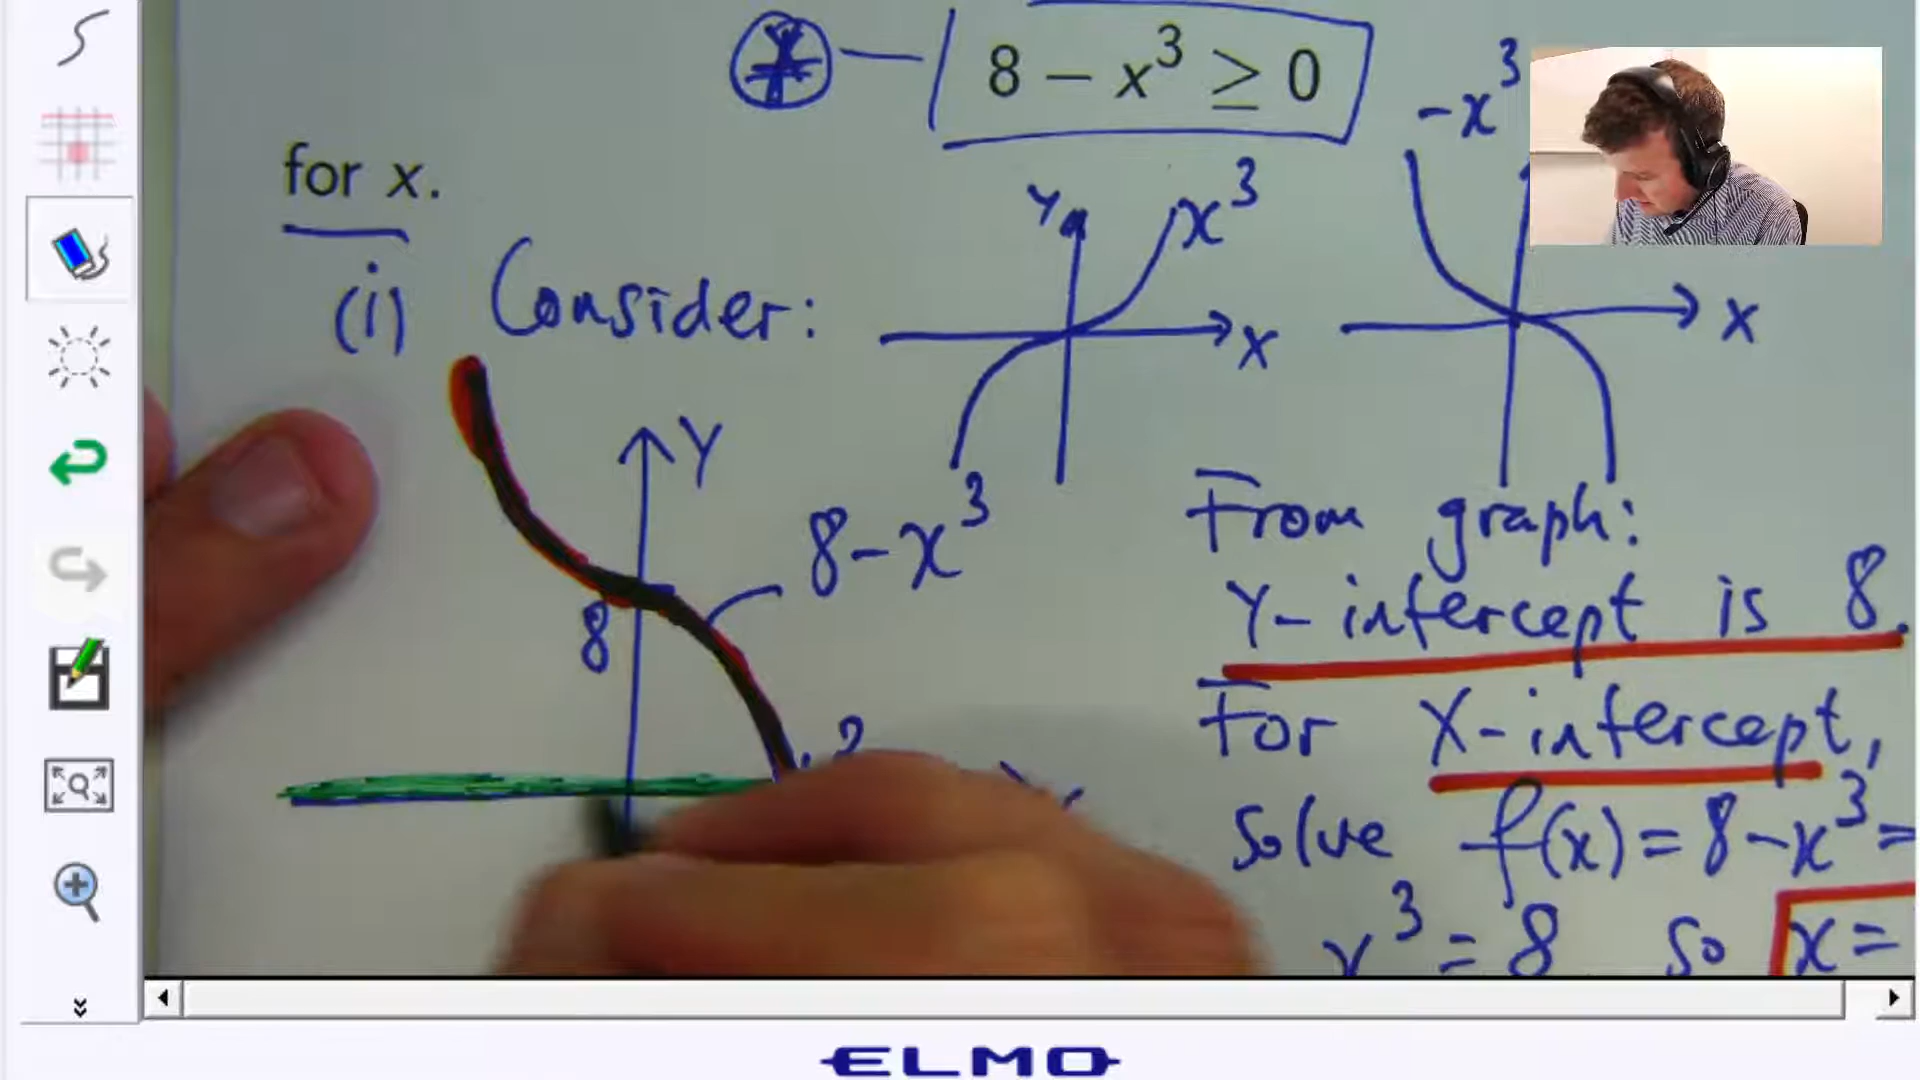 8 − x³ ≥ 0
for x.
(i) Consider:
Y
x³
X
-x³
X
Y
8-x³
8
2
From graph:
Y-intercept is 8.
For X-intercept,
Solve f(x) = 8-x³ =
x³ = 8 so x =
ELMO